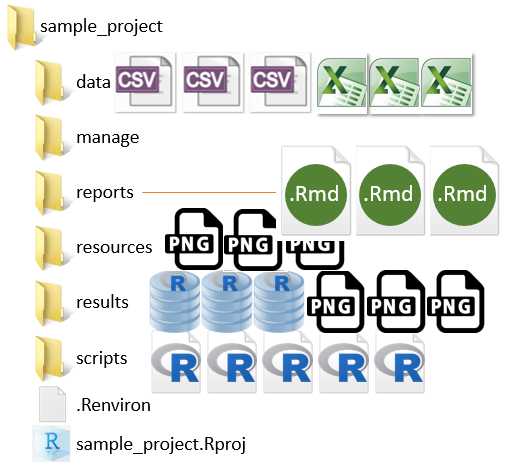 sample_project
data CSV CSV CSV X X X
manage
reports .Rmd .Rmd .Rmd
resources PNG PNG PNG
results R R R PNG PNG PNG
scripts R R R R R
.Renviron
R sample_project.Rproj